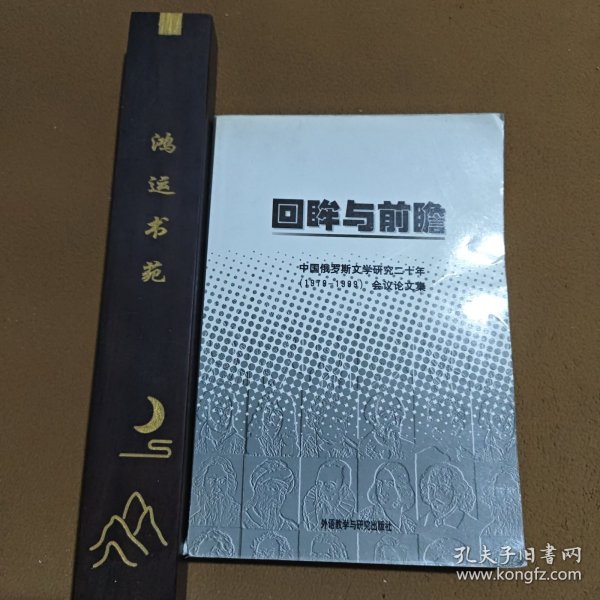 鸿运书苑
回眸与前瞻
中国俄罗斯文学研究二十年
(1979-1999) 会议论文集
外语教学与研究出版社
孔夫子旧书网
www.kongfz.com